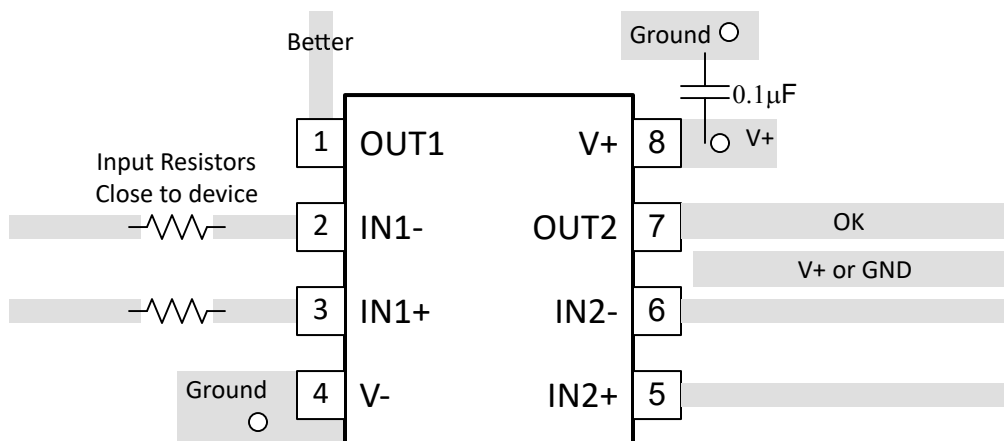 Better
Ground
0.1μF
1 OUT1 V+ 8 V+
Input Resistors
Close to device
2 IN1- OUT2 7 OK
V+ or GND
3 IN1+ IN2- 6
Ground
4 V- IN2+ 5